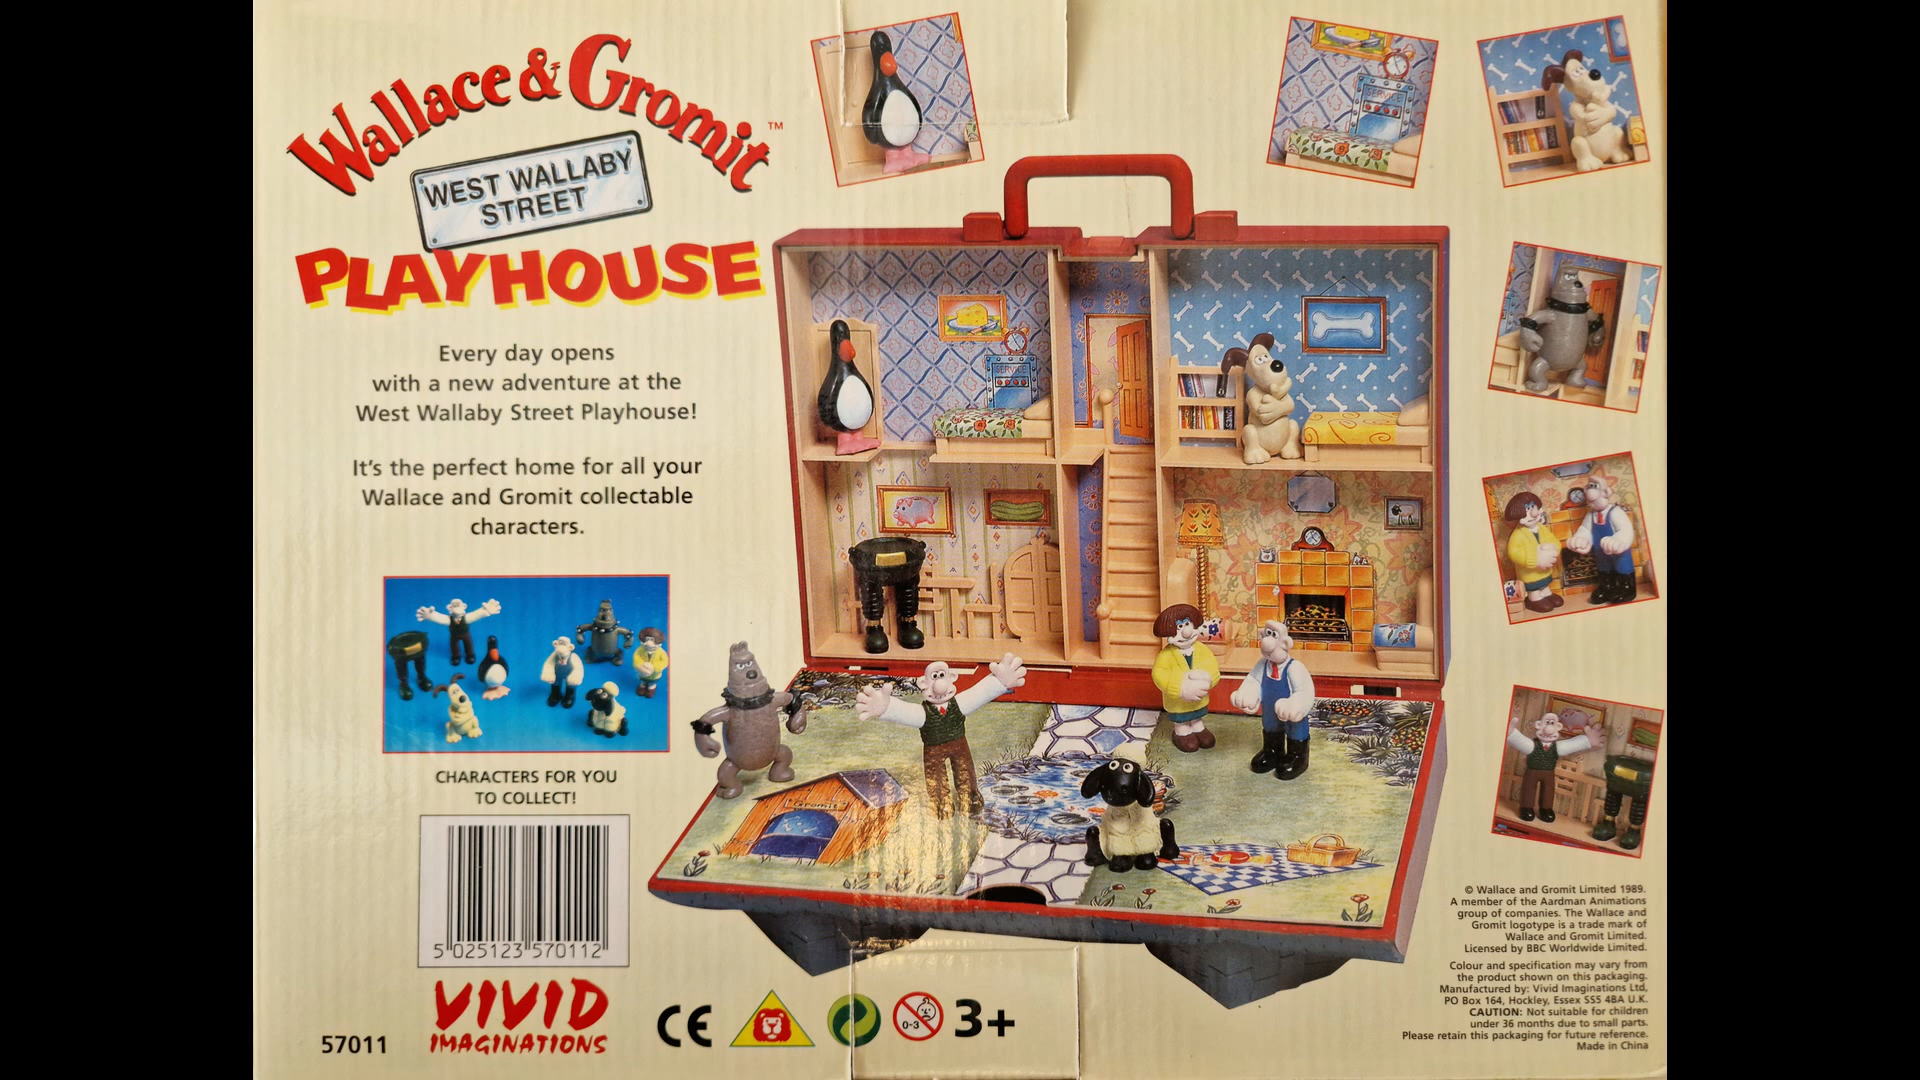 Wallace & Gromit™
WEST WALLABY
STREET
PLAYHOUSE
Every day opens
with a new adventure at the
West Wallaby Street Playhouse!
It's the perfect home for all your
Wallace and Gromit collectable
characters.
CHARACTERS FOR YOU
TO COLLECT!
5 025123 570112
57011
VIVID
IMAGINATIONS
CE
0-3
3+
SERVICE
SERVICE
Gromit
© Wallace and Gromit Limited 1989.
A member of the Aardman Animations
group of companies. The Wallace and
Gromit logotype is a trade mark of
Wallace and Gromit Limited.
Licensed by BBC Worldwide Limited.
Colour and specification may vary from
the product shown on this packaging.
Manufactured by: Vivid Imaginations Ltd,
PO Box 164, Hockley, Essex SS5 4BA U.K.
CAUTION: Not suitable for children
under 36 months due to small parts.
Please retain this packaging for future reference.
Made in China